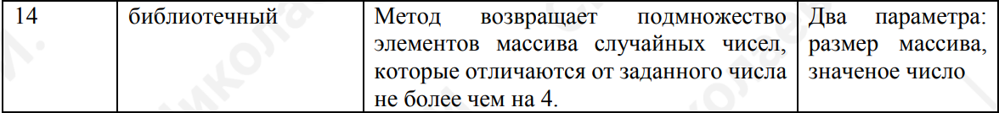 14
библиотечный
Метод возвращает подмножество
элементов массива случайных чисел,
которые отличаются от заданного числа
не более чем на 4.
Два параметра:
размер массива,
значеное число